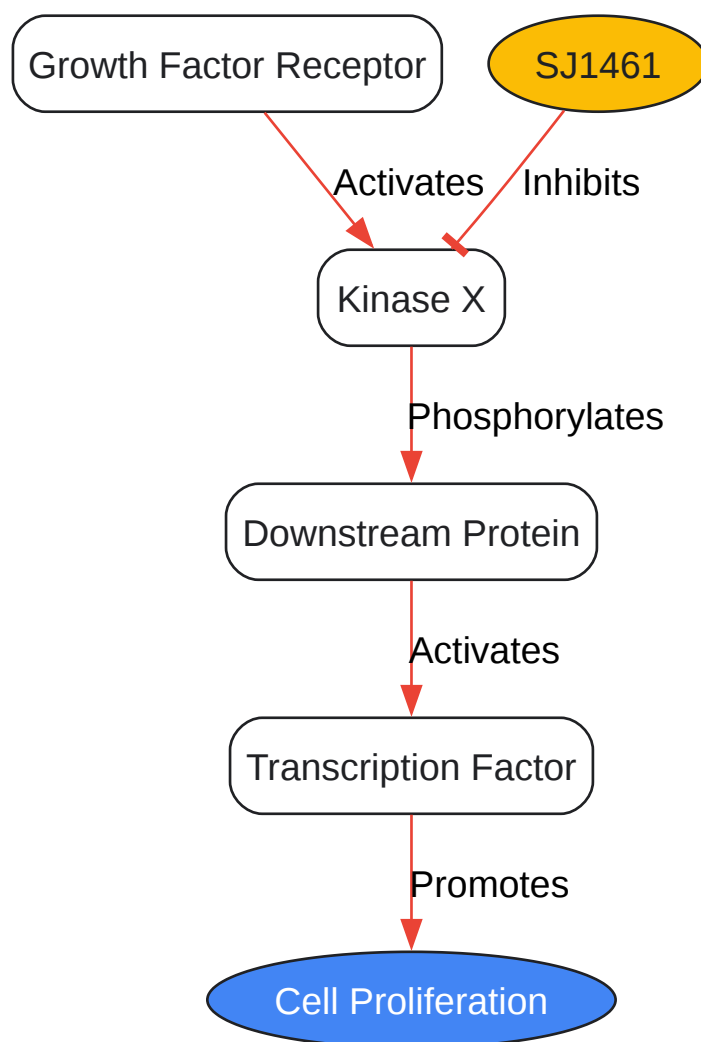 Growth Factor Receptor
SJ1461
Activates
Inhibits
Kinase X
Phosphorylates
Downstream Protein
Activates
Transcription Factor
Promotes
Cell Proliferation